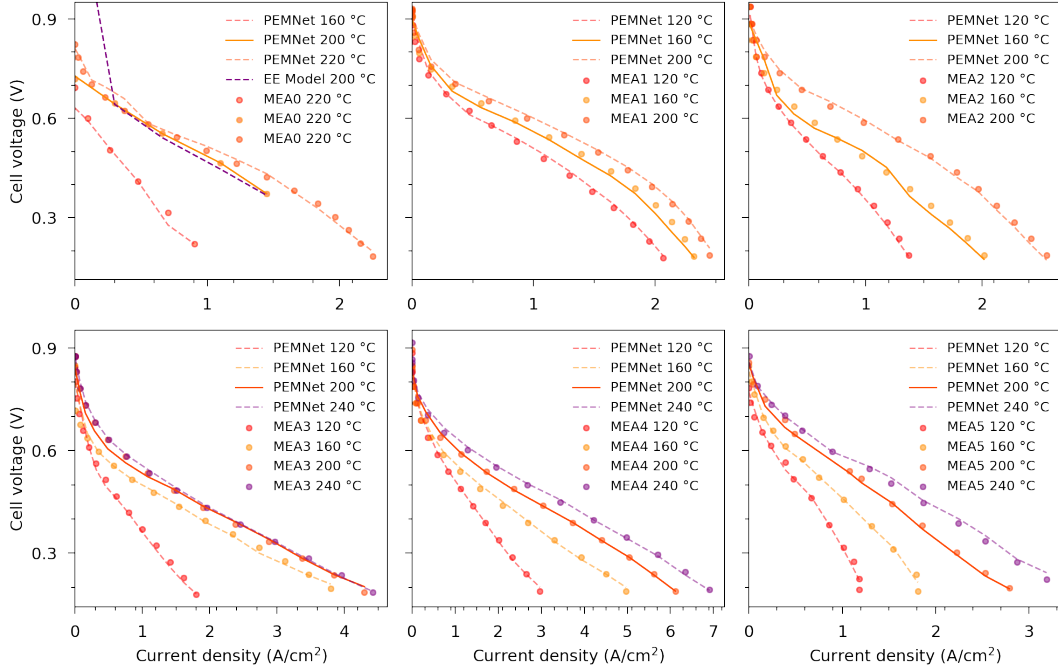 Cell voltage (V)
0.9
0.6
0.3
0
1
2
PEMNet 160 °C
PEMNet 200 °C
PEMNet 220 °C
EE Model 200 °C
MEA0 220 °C
MEA0 220 °C
MEA0 220 °C
0
1
2
PEMNet 120 °C
PEMNet 160 °C
PEMNet 200 °C
MEA1 120 °C
MEA1 160 °C
MEA1 200 °C
0
1
2
PEMNet 120 °C
PEMNet 160 °C
PEMNet 200 °C
MEA2 120 °C
MEA2 160 °C
MEA2 200 °C
Cell voltage (V)
0.9
0.6
0.3
0
1
2
3
4
Current density (A/cm²)
PEMNet 120 °C
PEMNet 160 °C
PEMNet 200 °C
PEMNet 240 °C
MEA3 120 °C
MEA3 160 °C
MEA3 200 °C
MEA3 240 °C
0
1
2
3
4
5
6
7
Current density (A/cm²)
PEMNet 120 °C
PEMNet 160 °C
PEMNet 200 °C
PEMNet 240 °C
MEA4 120 °C
MEA4 160 °C
MEA4 200 °C
MEA4 240 °C
0
1
2
3
Current density (A/cm²)
PEMNet 120 °C
PEMNet 160 °C
PEMNet 200 °C
PEMNet 240 °C
MEA5 120 °C
MEA5 160 °C
MEA5 200 °C
MEA5 240 °C